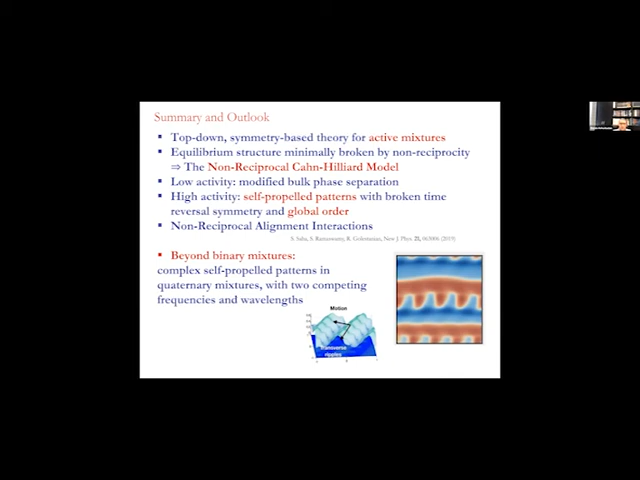 Summary and Outlook
▪ Top-down, symmetry-based theory for active mixtures
▪ Equilibrium structure minimally broken by non-reciprocity
⇒ The Non-Reciprocal Cahn-Hilliard Model
▪ Low activity: modified bulk phase separation
▪ High activity: self-propelled patterns with broken time
reversal symmetry and global order
▪ Non-Reciprocal Alignment Interactions
S. Saha, S. Ramaswamy, R. Golestanian, New J. Phys. 21, 063006 (2019)
▪ Beyond binary mixtures:
complex self-propelled patterns in
quaternary mixtures, with two competing
frequencies and wavelengths
Motion
Transverse
ripples